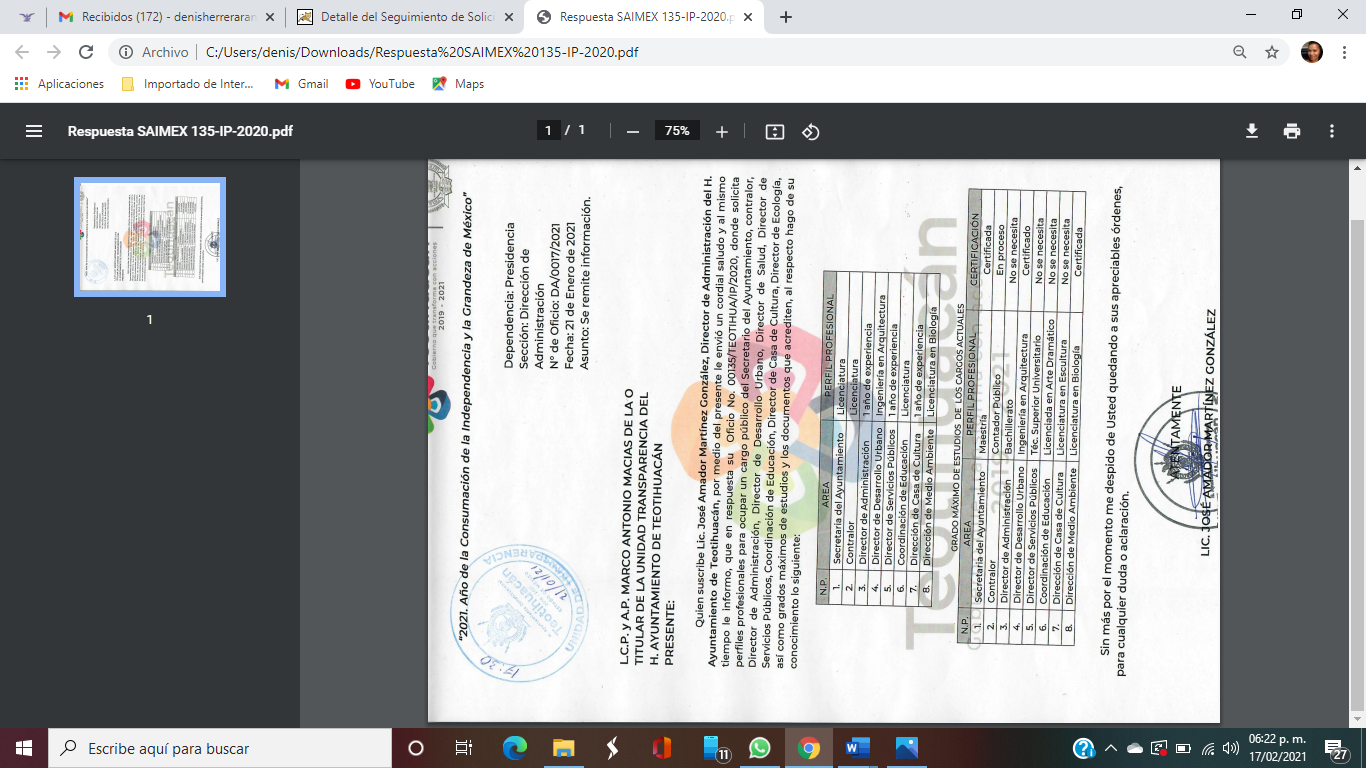 Recibidos (172) - denisherreraran
Detalle del Seguimiento de Solici
Respuesta SAIMEX 135-IP-2020.p
Archivo
C:/Users/denis/Downloads/Respuesta%20SAIMEX%20135-IP-2020.pdf
Aplicaciones
Importado de Inter...
Gmail
YouTube
Maps
Respuesta SAIMEX 135-IP-2020.pdf
1 / 1
75%
1
Gobierno que transforma con acciones
2019 - 2021
"2021. Año de la Consumación de la Independencia y la Grandeza de México"
Dependencia: Presidencia
Sección: Dirección de
Administración
N° de Oficio: DA/0017/2021
Fecha: 21 de Enero de 2021
Asunto: Se remite información.
17:30
21/01/21
Teotihuacán
L.C.P. y A.P. MARCO ANTONIO MACIAS DE LA O
TITULAR DE LA UNIDAD TRANSPARENCIA DEL
H. AYUNTAMIENTO DE TEOTIHUACÁN
PRESENTE:
Quien suscribe Lic. José Amador Martínez González, Director de Administración del H.
Ayuntamiento de Teotihuacán, por medio del presente le envió un cordial saludo y al mismo
tiempo le informo, que en respuesta su Oficio No. 00135/TEOTIHUA/IP/2020, donde solicita
perfiles profesionales para ocupar un cargo público del Secretario del Ayuntamiento, contralor,
Director de Administración, Director de Desarrollo Urbano, Director de Salud, Director de
Servicios Públicos, Coordinación de Educación, Director de Casa de Cultura, Director de Ecología,
así como grados máximos de estudios y los documentos que acrediten, al respecto hago de su
conocimiento lo siguiente:
N.P. AREA PERFIL PROFESIONAL
1. Secretaria del Ayuntamiento Licenciatura
2. Contralor Licenciatura
3. Director de Administración 1 año de experiencia
4. Director de Desarrollo Urbano Ingeniería en Arquitectura
5. Director de Servicios Públicos 1 año de experiencia
6. Coordinación de Educación Licenciatura
7. Dirección de Casa de Cultura 1 año de experiencia
8. Dirección de Medio Ambiente Licenciatura en Biología
Teotihuacán
GRADO MÁXIMO DE ESTUDIOS DE LOS CARGOS ACTUALES
N.P. AREA PERFIL PROFESIONAL CERTIFICACIÓN
1. Secretaria del Ayuntamiento Maestría Certificada
2. Contralor Contador Público En proceso
3. Director de Administración Bachillerato No se necesita
4. Director de Desarrollo Urbano Ingeniería en Arquitectura Certificado
5. Director de Servicios Públicos Téc. Superior Universitario No se necesita
6. Coordinación de Educación Licenciada en Arte Dramático No se necesita
7. Dirección de Casa de Cultura Licenciatura en Escultura No se necesita
8. Dirección de Medio Ambiente Licenciatura en Biología Certificada
Sin más por el momento me despido de Usted quedando a sus apreciables órdenes,
para cualquier duda o aclaración.
ATENTAMENTE
LIC. JOSÉ AMADOR MARTÍNEZ GONZÁLEZ
Escribe aquí para buscar
11
06:22 p. m.
17/02/2021
27